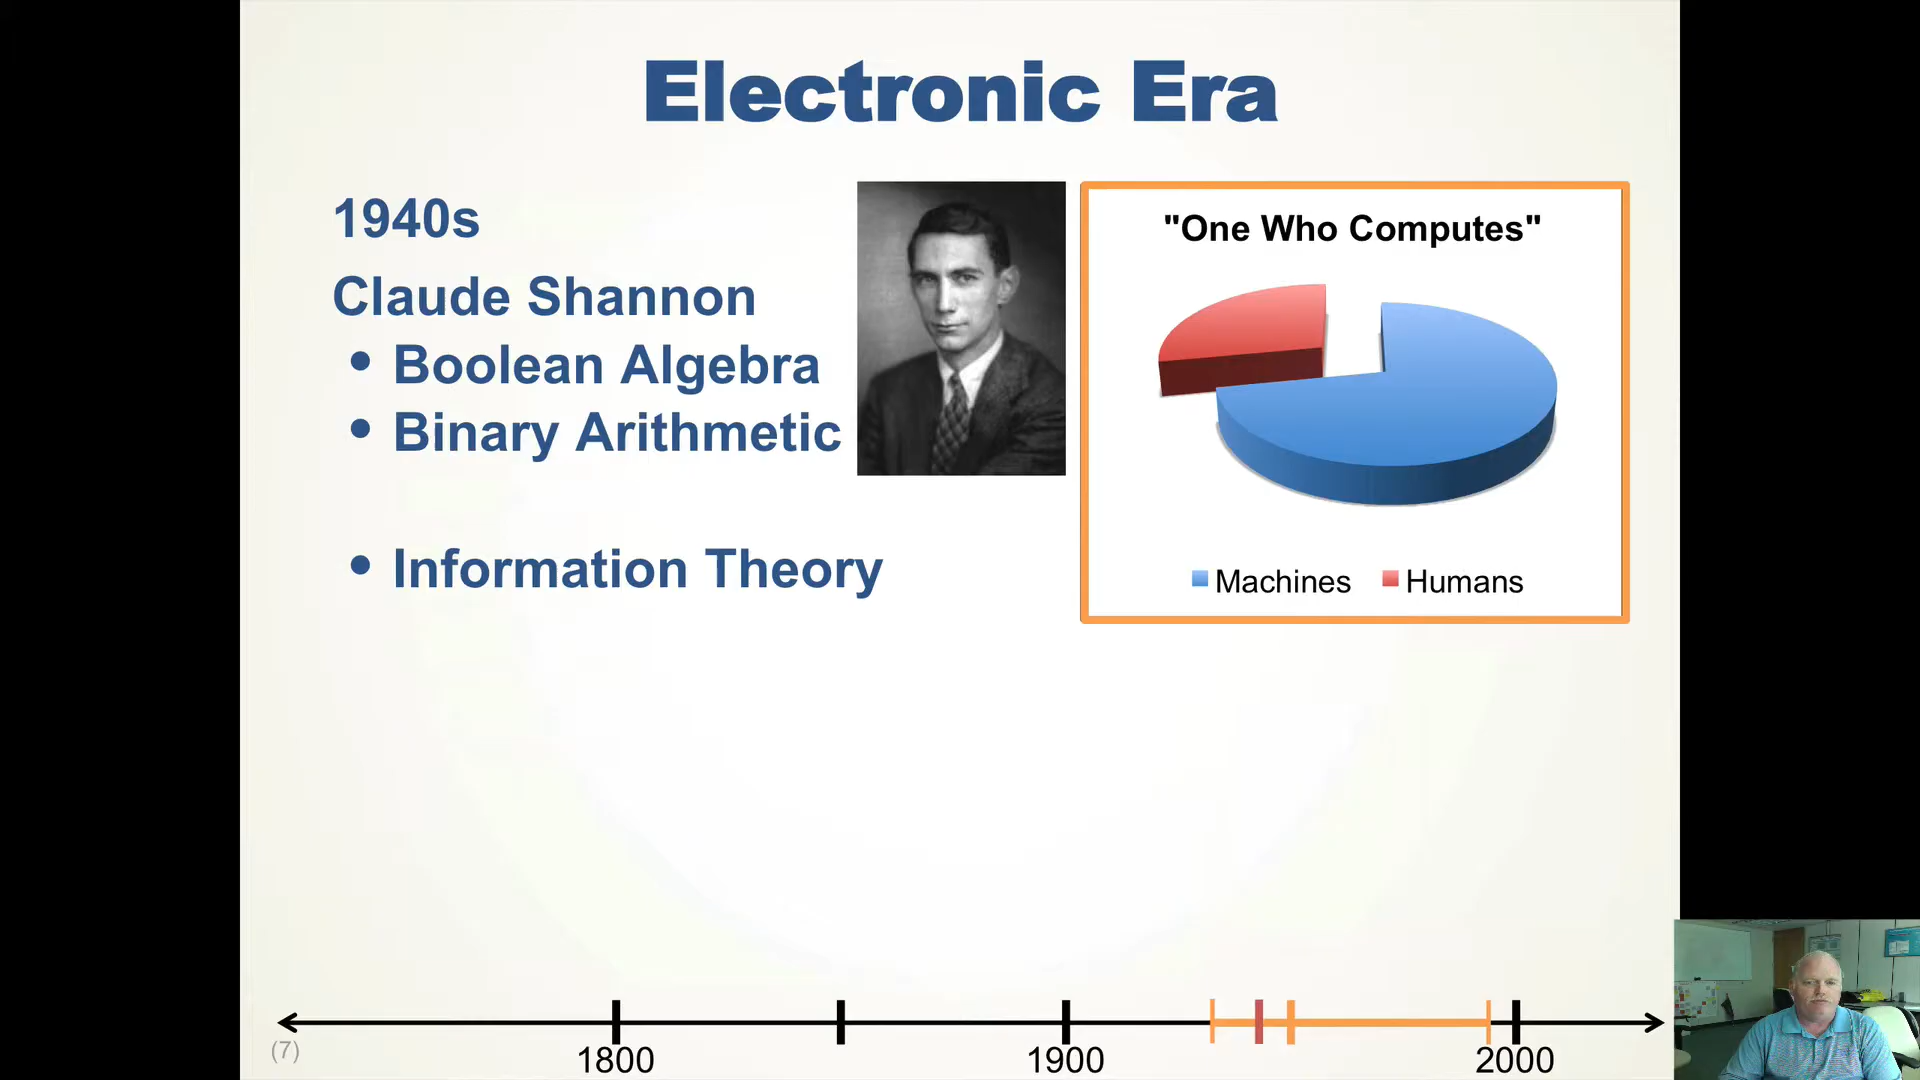 Electronic Era
1940s
Claude Shannon
• Boolean Algebra
• Binary Arithmetic
• Information Theory
"One Who Computes"
Machines Humans
(7)
1800 1900 2000